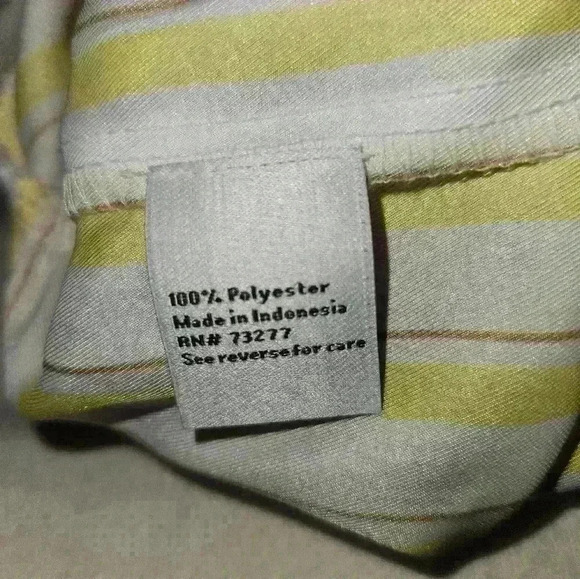 100% Polyester
Made in Indonesia
RN# 73277
See reverse for care